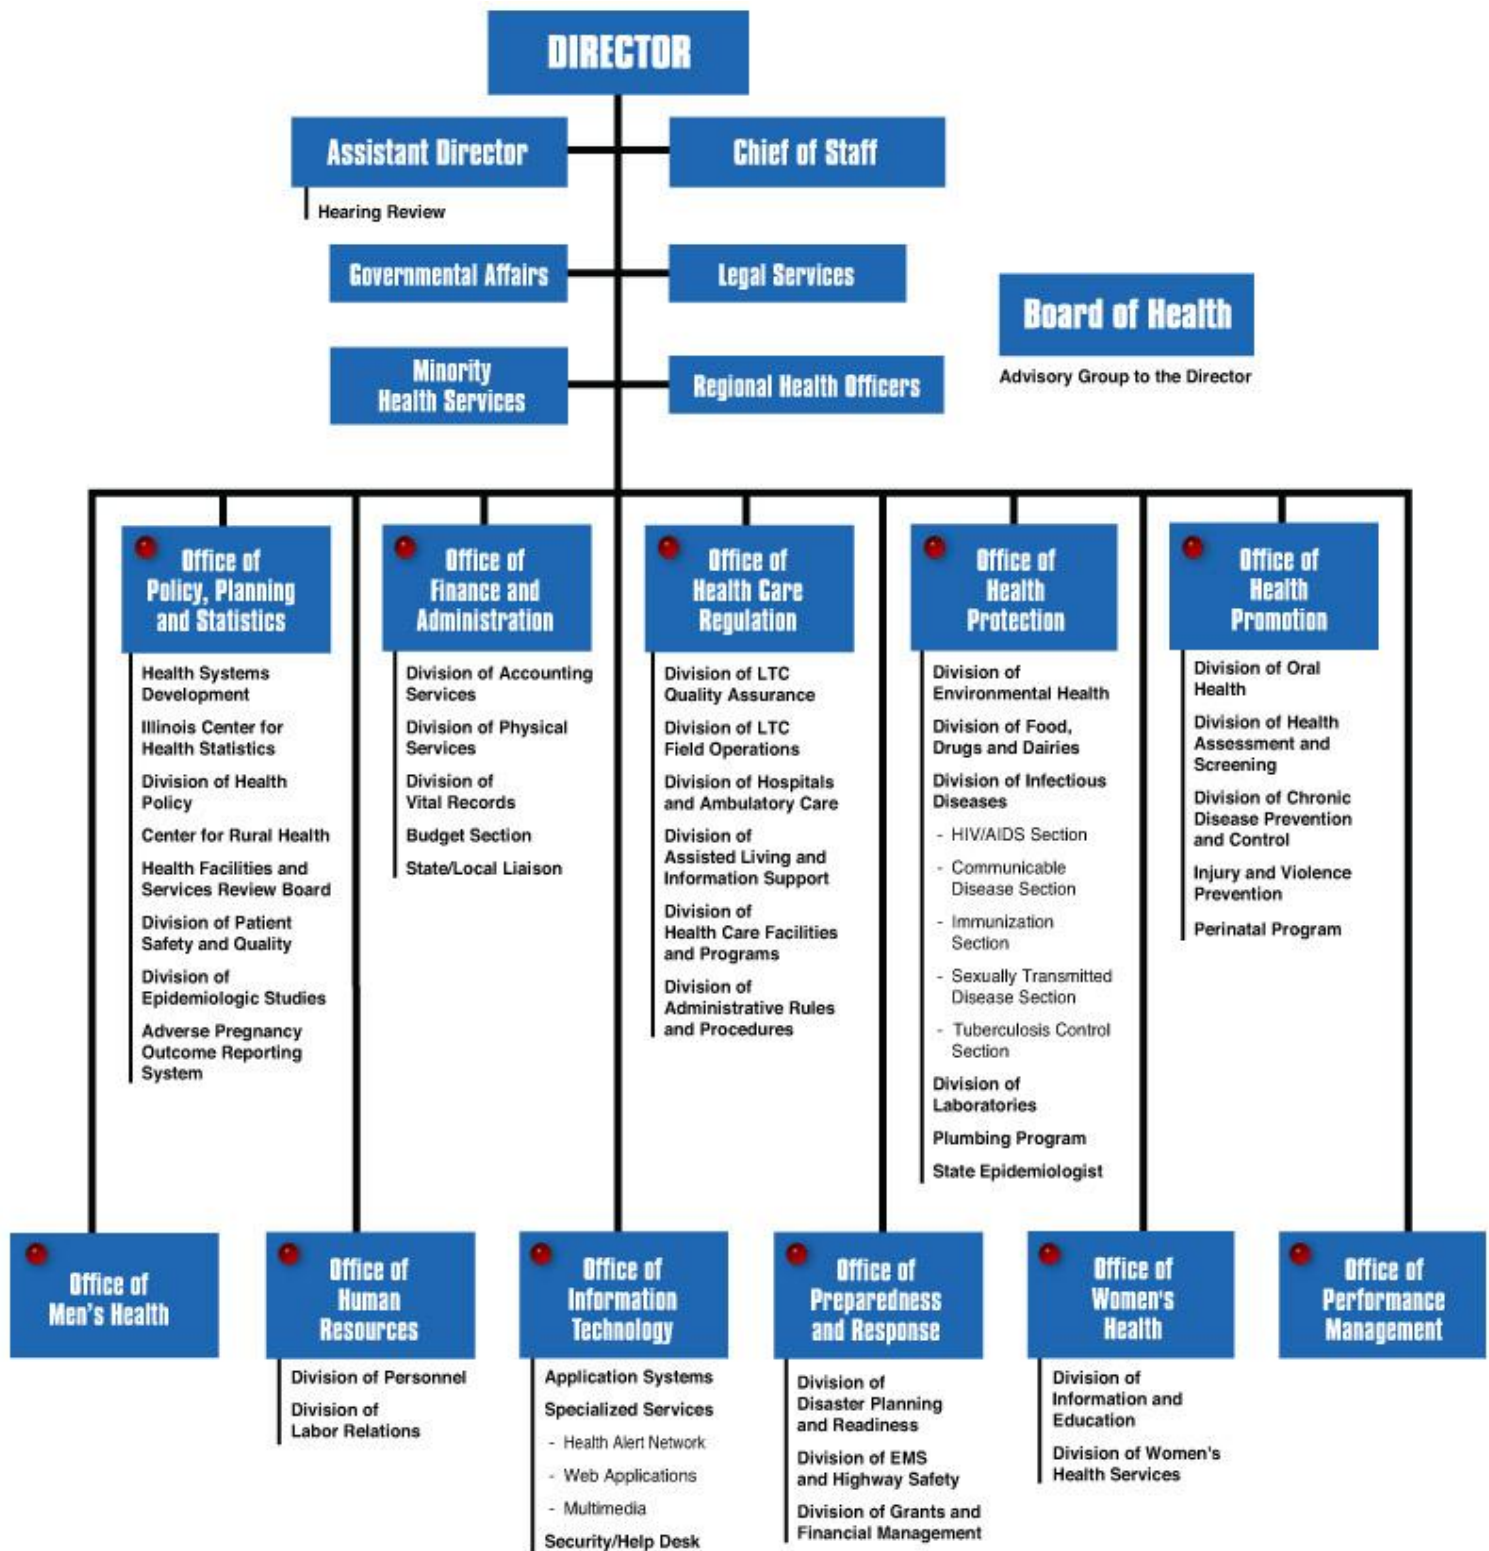 DIRECTOR
Assistant Director
Chief of Staff
Hearing Review
Governmental Affairs
Legal Services
Board of Health
Advisory Group to the Director
Minority
Health Services
Regional Health Officers
Office of
Policy, Planning
and Statistics
Health Systems
Development
Illinois Center for
Health Statistics
Division of Health
Policy
Center for Rural Health
Health Facilities and
Services Review Board
Division of Patient
Safety and Quality
Division of
Epidemiologic Studies
Adverse Pregnancy
Outcome Reporting
System
Office of
Finance and
Administration
Division of Accounting
Services
Division of Physical
Services
Division of
Vital Records
Budget Section
State/Local Liaison
Office of
Health Care
Regulation
Division of LTC
Quality Assurance
Division of LTC
Field Operations
Division of Hospitals
and Ambulatory Care
Division of
Assisted Living and
Information Support
Division of
Health Care Facilities
and Programs
Division of
Administrative Rules
and Procedures
Office of
Health
Protection
Division of
Environmental Health
Division of Food,
Drugs and Dairies
Division of Infectious
Diseases
- HIV/AIDS Section
- Communicable
Disease Section
- Immunization
Section
- Sexually Transmitted
Disease Section
- Tuberculosis Control
Section
Division of
Laboratories
Plumbing Program
State Epidemiologist
Office of
Health
Promotion
Division of Oral
Health
Division of Health
Assessment and
Screening
Division of Chronic
Disease Prevention
and Control
Injury and Violence
Prevention
Perinatal Program
Office of
Men's Health
Office of
Human
Resources
Division of Personnel
Division of
Labor Relations
Office of
Information
Technology
Application Systems
Specialized Services
- Health Alert Network
- Web Applications
- Multimedia
Security/Help Desk
Office of
Preparedness
and Response
Division of
Disaster Planning
and Readiness
Division of EMS
and Highway Safety
Division of Grants and
Financial Management
Office of
Women's
Health
Division of
Information and
Education
Division of Women's
Health Services
Office of
Performance
Management